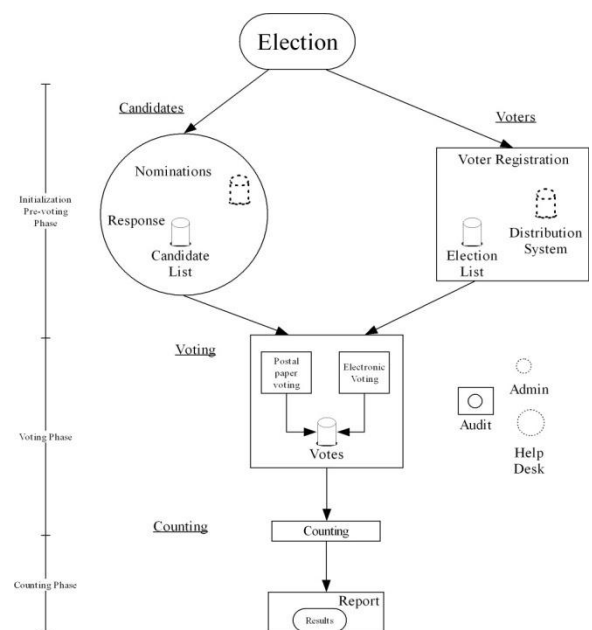 Election
Candidates
Voters
Nominations
Response
Candidate
List
Voter Registration
Distribution
System
Election
List
Initialization
Pre-voting
Phase
Voting
Postal
paper
voting
Electronic
Voting
Votes
Admin
Audit
Help
Desk
Voting Phase
Counting
Counting
Counting Phase
Report
Results